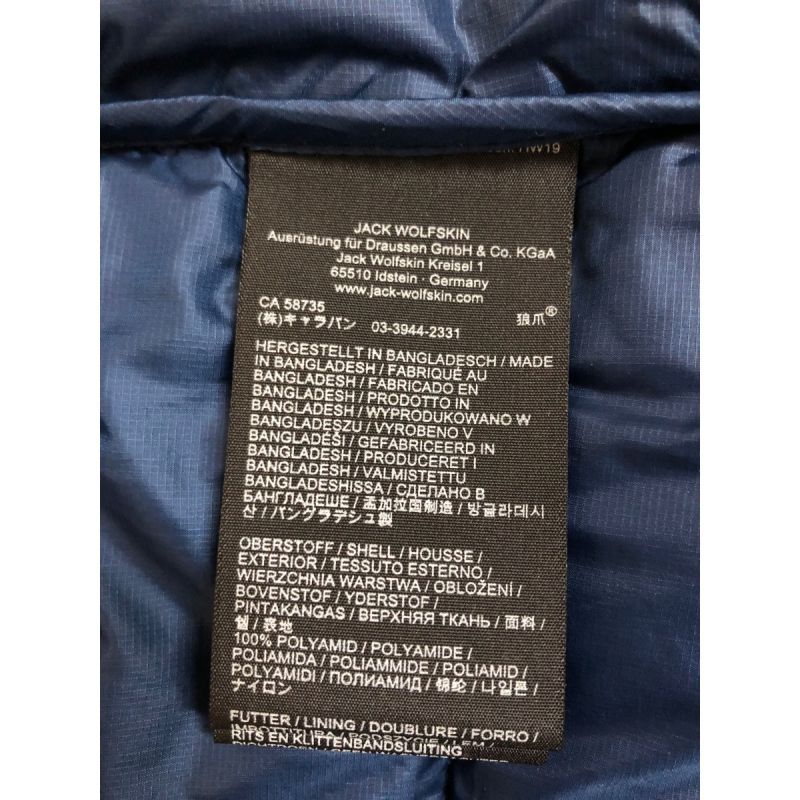 W19
JACK WOLFSKIN
Ausrüstung für Draussen GmbH & Co. KGaA
Jack Wolfskin Kreisel 1
65510 Idstein - Germany
www.jack-wolfskin.com
CA 58735
(株)キャラバン 03-3944-2331 狼爪®
HERGESTELLT IN BANGLADESCH / MADE
IN BANGLADESH / FABRIQUÉ AU
BANGLADESH / FABRICADO EN
BANGLADESH / PRODOTTO IN
BANGLADESH / WYPRODUKOWANO W
BANGLADESZU / VYROBENO V
BANGLADÉŠI / GEFABRICEERD IN
BANGLADESH / PRODUCERET I
BANGLADESH / VALMISTETTU
BANGLADESHISSA / СДЕЛАНО В
БАНГЛАДЕШЕ / 孟加拉国制造 / 방글라데시
산 / バングラデシュ製
OBERSTOFF / SHELL / HOUSSE /
EXTERIOR / TESSUTO ESTERNO /
WIERZCHNIA WARSTWA / OBLOŽENÍ /
BOVENSTOF / YDERSTOF /
PINTAKANGAS / ВЕРХНЯЯ ТКАНЬ / 面料 /
쉘 / 表地
100% POLYAMID / POLYAMIDE /
POLIAMIDA / POLIAMMIDE / POLIAMID /
POLYAMIDI / ПОЛИАМИД / 锦纶 / 나일론 /
ナイロン
FUTTER / LINING / DOUBLURE / FORRO /
RITS EN KLITTENBANDSLUITING